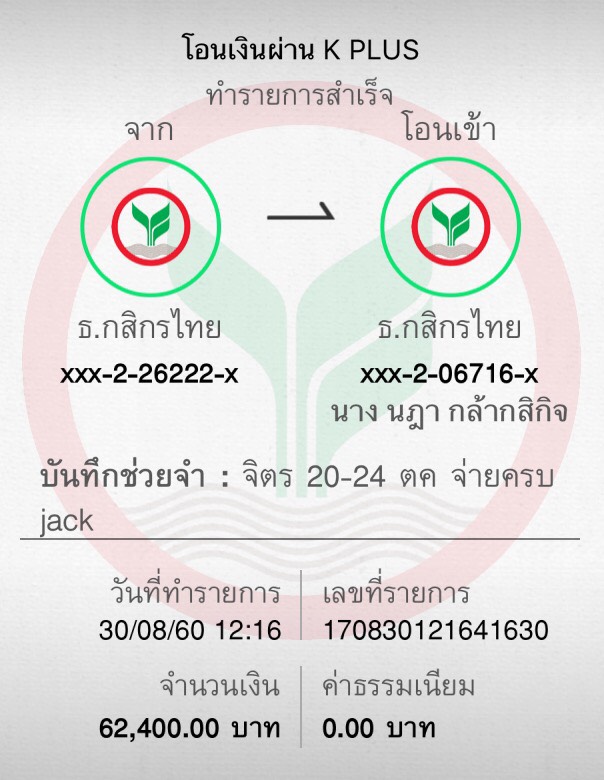 โอนเงินผ่าน K PLUS
ทำรายการสำเร็จ
จาก
โอนเข้า
ธ.กสิกรไทย
ธ.กสิกรไทย
xxx-2-26222-x
xxx-2-06716-x
นาง นฎา กล้ากสิกิจ
บันทึกช่วยจำ : จิตร 20-24 ตค จ่ายครบ
jack
วันที่ทำรายการ
เลขที่รายการ
30/08/60 12:16
170830121641630
จำนวนเงิน
ค่าธรรมเนียม
62,400.00 บาท
0.00 บาท